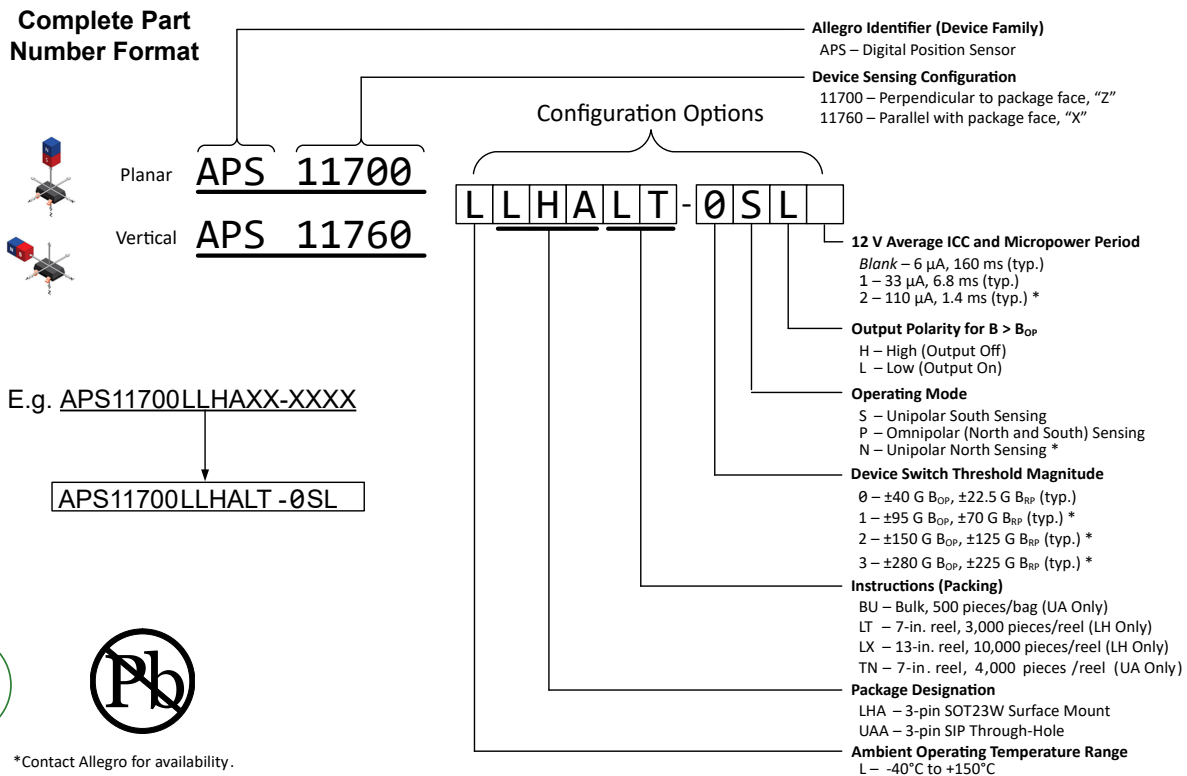 Complete Part
Number Format
Allegro Identifier (Device Family)
APS – Digital Position Sensor
Device Sensing Configuration
11700 – Perpendicular to package face, “Z”
11760 – Parallel with package face, “X”
Configuration Options
Planar APS 11700
Vertical APS 11760
LLHALT-0SL
12 V Average ICC and Micropower Period
Blank – 6 µA, 160 ms (typ.)
1 – 33 µA, 6.8 ms (typ.)
2 – 110 µA, 1.4 ms (typ.) *
Output Polarity for B > BOP
H – High (Output Off)
L – Low (Output On)
Operating Mode
S – Unipolar South Sensing
P – Omnipolar (North and South) Sensing
N – Unipolar North Sensing *
Device Switch Threshold Magnitude
0 – ±40 G BOP, ±22.5 G BRP (typ.)
1 – ±95 G BOP, ±70 G BRP (typ.) *
2 – ±150 G BOP, ±125 G BRP (typ.) *
3 – ±280 G BOP, ±225 G BRP (typ.) *
Instructions (Packing)
BU – Bulk, 500 pieces/bag (UA Only)
LT – 7-in. reel, 3,000 pieces/reel (LH Only)
LX – 13-in. reel, 10,000 pieces/reel (LH Only)
TN – 7-in. reel, 4,000 pieces /reel (UA Only)
Package Designation
LHA – 3-pin SOT23W Surface Mount
UAA – 3-pin SIP Through-Hole
Ambient Operating Temperature Range
L – -40°C to +150°C
E.g. APS11700LLHAXX-XXXX
APS11700LLHALT -0SL
Pb
*Contact Allegro for availability.